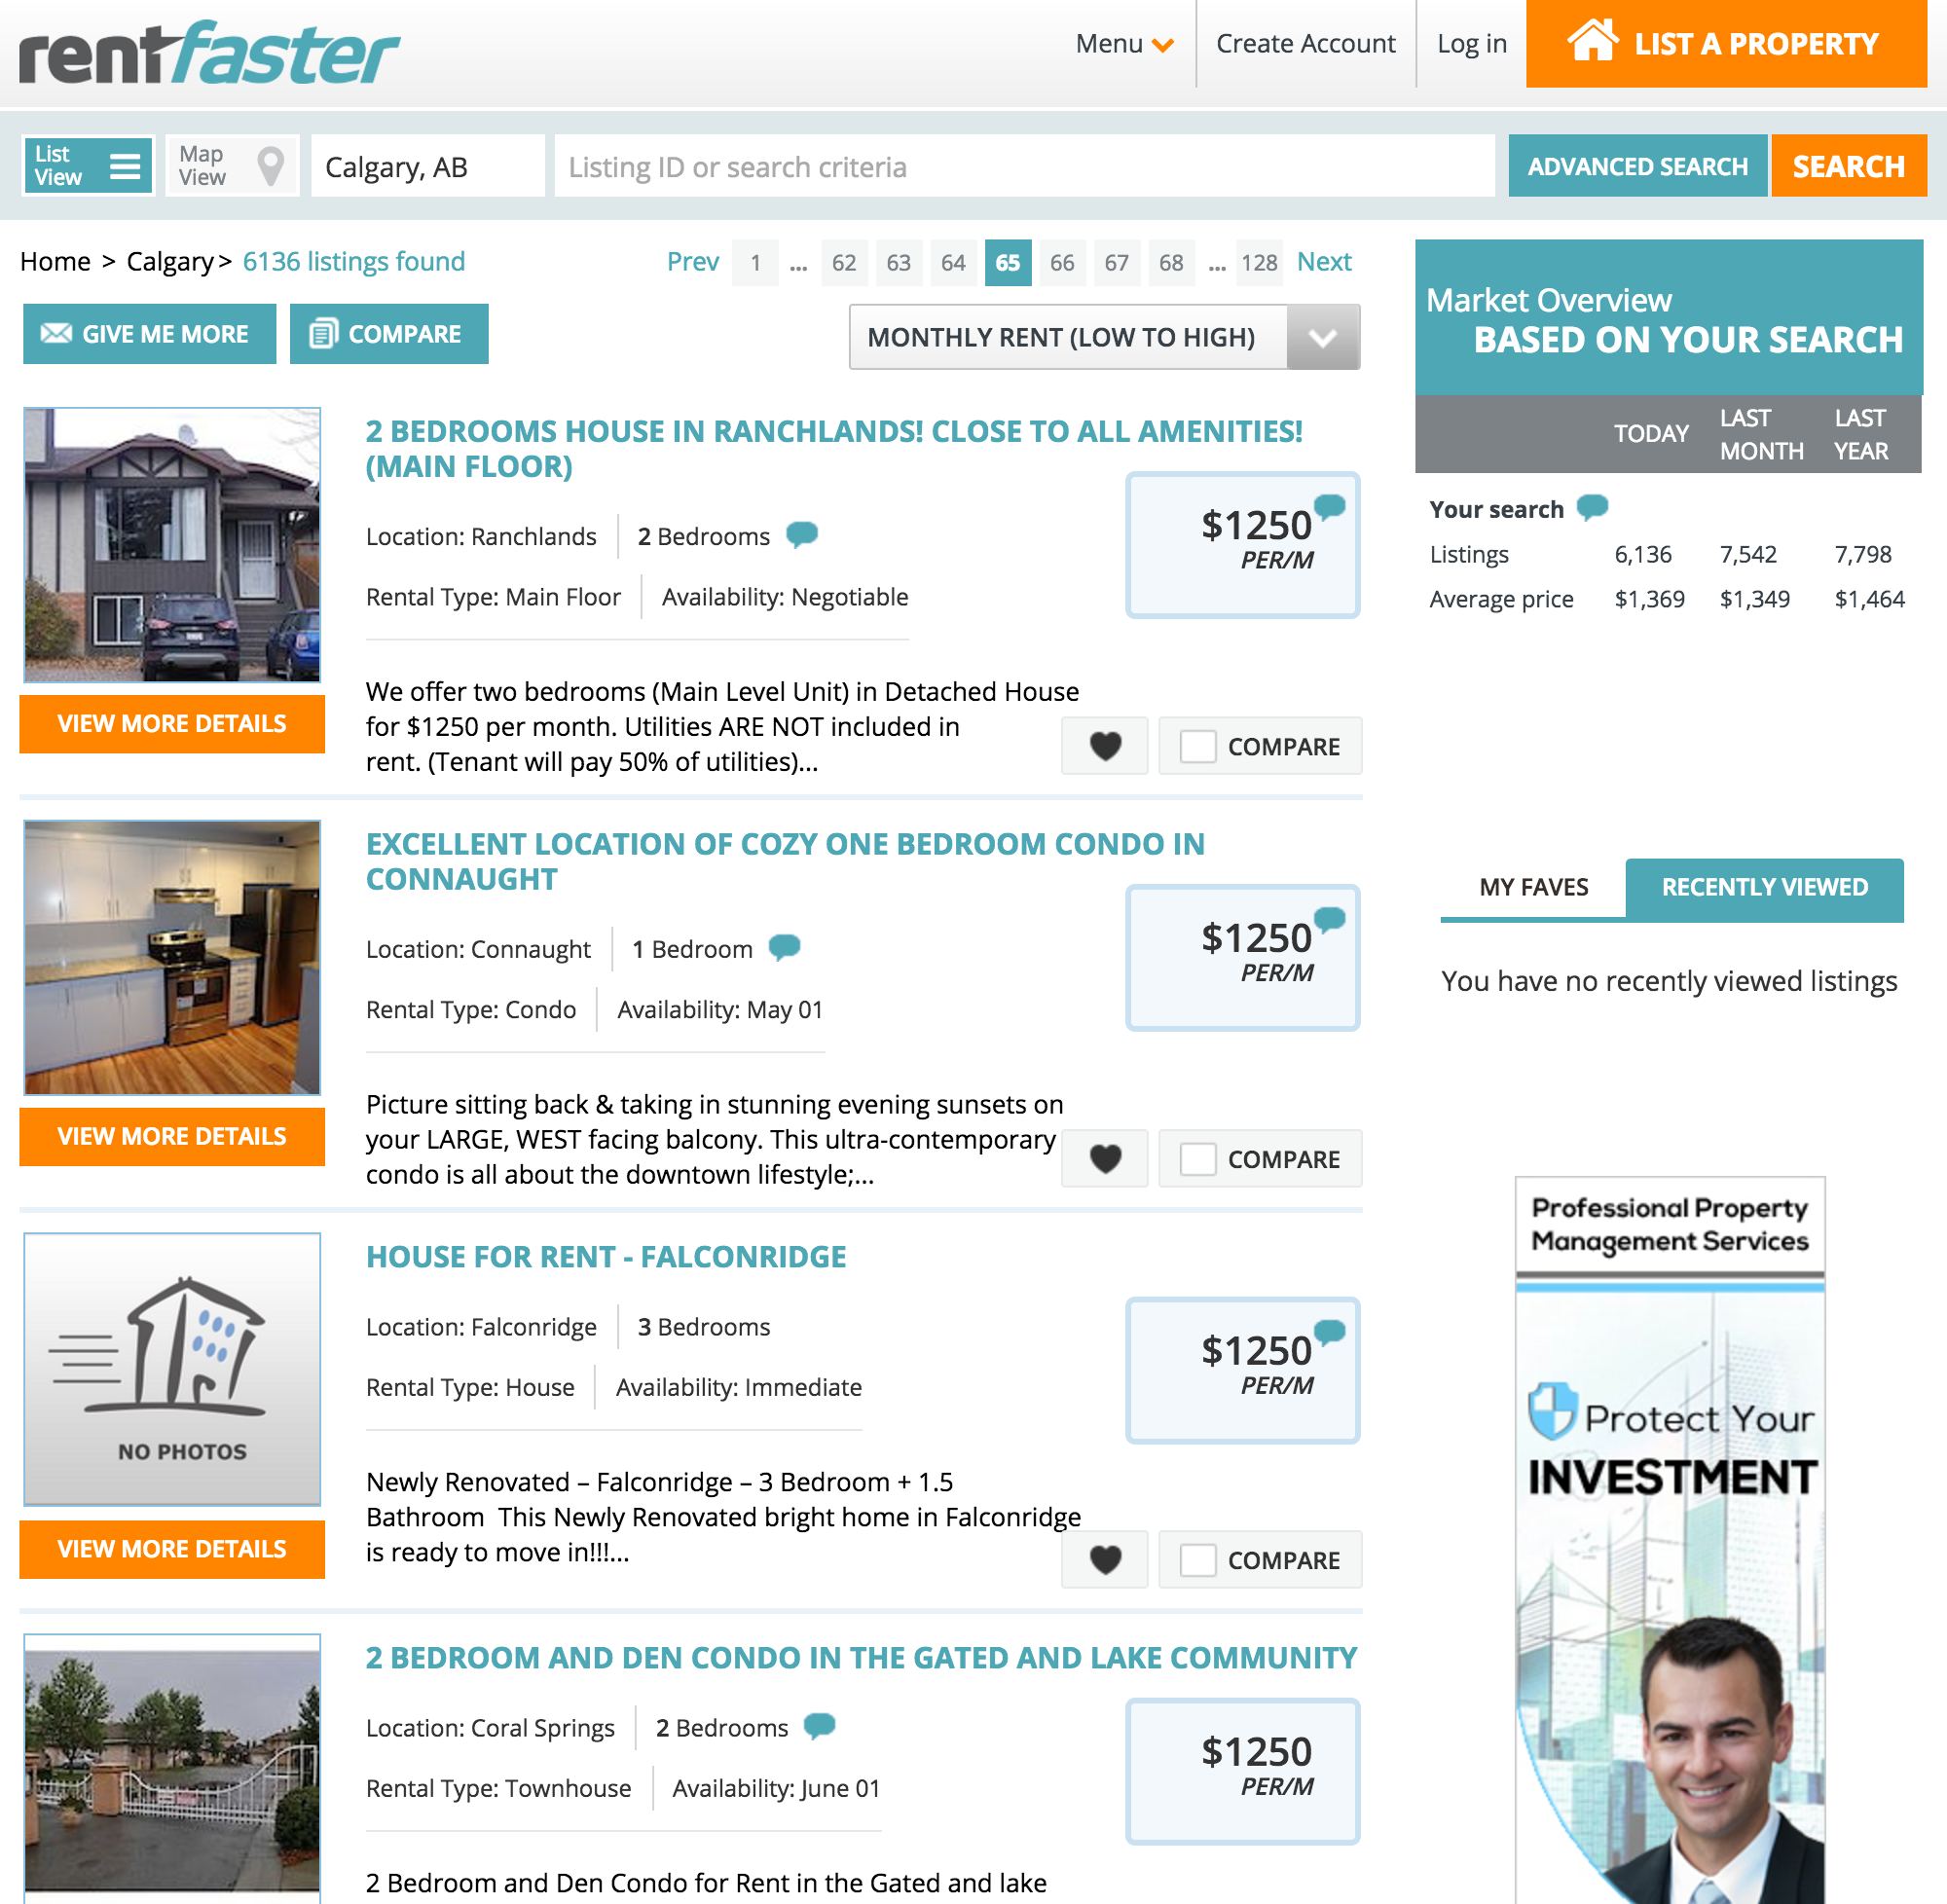 rentfaster
Menu
Create Account
Log in
LIST A PROPERTY
List
View
Map
View
Calgary, AB
Listing ID or search criteria
ADVANCED SEARCH
SEARCH
Home > Calgary > 6136 listings found
Prev 1 ... 62 63 64 65 66 67 68 ... 128 Next
GIVE ME MORE
COMPARE
MONTHLY RENT (LOW TO HIGH)
2 BEDROOMS HOUSE IN RANCHLANDS! CLOSE TO ALL AMENITIES!
(MAIN FLOOR)
Location: Ranchlands
2 Bedrooms
Rental Type: Main Floor
Availability: Negotiable
$1250
PER/M
We offer two bedrooms (Main Level Unit) in Detached House
for $1250 per month. Utilities ARE NOT included in
rent. (Tenant will pay 50% of utilities)...
VIEW MORE DETAILS
COMPARE
EXCELLENT LOCATION OF COZY ONE BEDROOM CONDO IN
CONNAUGHT
Location: Connaught
1 Bedroom
Rental Type: Condo
Availability: May 01
$1250
PER/M
Picture sitting back & taking in stunning evening sunsets on
your LARGE, WEST facing balcony. This ultra-contemporary
condo is all about the downtown lifestyle;...
VIEW MORE DETAILS
COMPARE
NO PHOTOS
HOUSE FOR RENT - FALCONRIDGE
Location: Falconridge
3 Bedrooms
Rental Type: House
Availability: Immediate
$1250
PER/M
Newly Renovated – Falconridge – 3 Bedroom + 1.5
Bathroom  This Newly Renovated bright home in Falconridge
is ready to move in!!!...
VIEW MORE DETAILS
COMPARE
2 BEDROOM AND DEN CONDO IN THE GATED AND LAKE COMMUNITY
Location: Coral Springs
2 Bedrooms
Rental Type: Townhouse
Availability: June 01
$1250
PER/M
2 Bedroom and Den Condo for Rent in the Gated and lake
Market Overview
BASED ON YOUR SEARCH
TODAY
LAST
MONTH
LAST
YEAR
Your search
Listings 6,136 7,542 7,798
Average price $1,369 $1,349 $1,464
MY FAVES
RECENTLY VIEWED
You have no recently viewed listings
Professional Property
Management Services
Protect Your
INVESTMENT